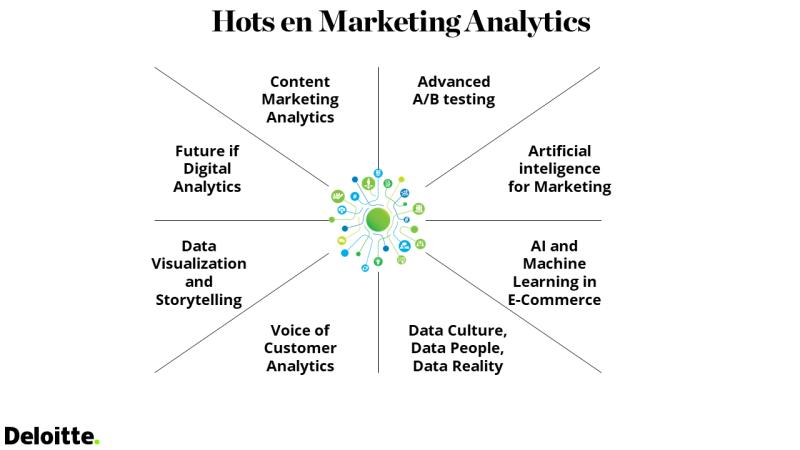 Hots en Marketing Analytics
Content
Marketing
Analytics
Advanced
A/B testing
Future if
Digital
Analytics
Artificial
inteligence
for Marketing
Data
Visualization
and
Storytelling
AI and
Machine
Learning in
E-Commerce
Voice of
Customer
Analytics
Data Culture,
Data People,
Data Reality
Deloitte.